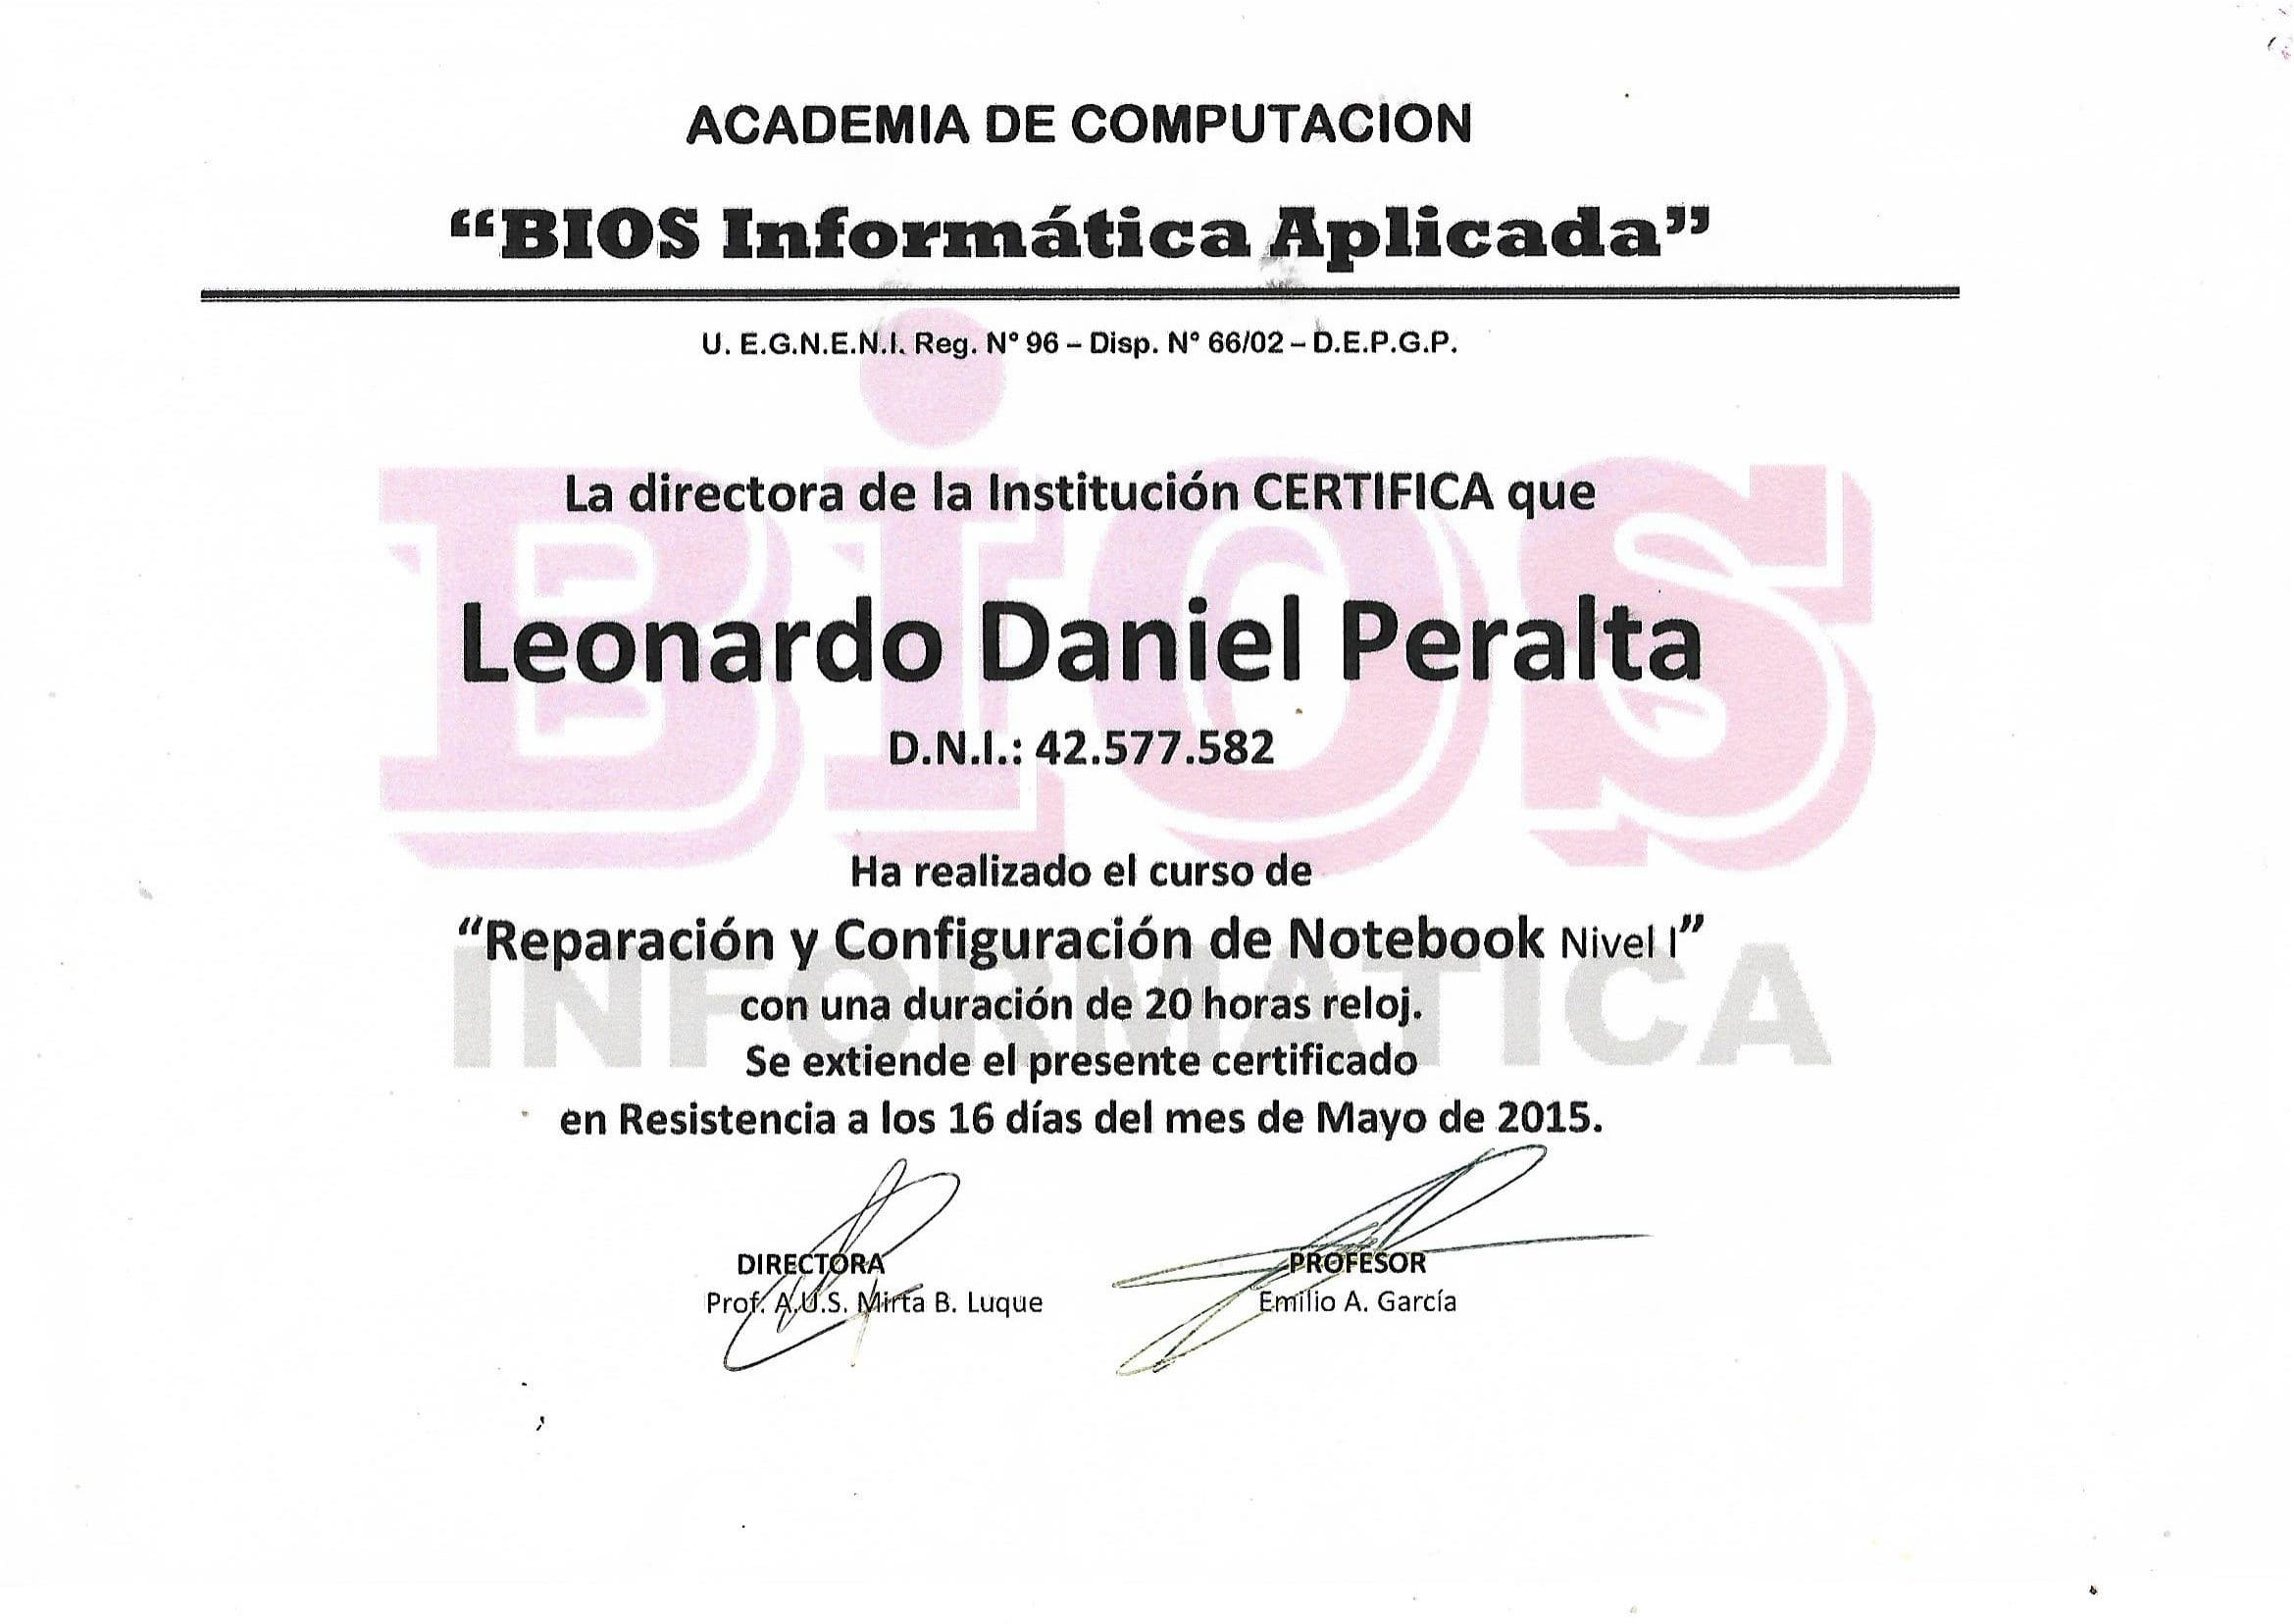 ACADEMIA DE COMPUTACION
“BIOS Informática Aplicada”
U. E.G.N.E.N.I. Reg. N° 96 – Disp. N° 66/02 – D.E.P.G.P.
BiOS
INFORMATICA
La directora de la Institución CERTIFICA que
Leonardo Daniel Peralta
D.N.I.: 42.577.582
Ha realizado el curso de
“Reparación y Configuración de Notebook Nivel I”
con una duración de 20 horas reloj.
Se extiende el presente certificado
en Resistencia a los 16 días del mes de Mayo de 2015.
DIRECTORA
Prof. A.U.S. Mirta B. Luque
PROFESOR
Emilio A. García